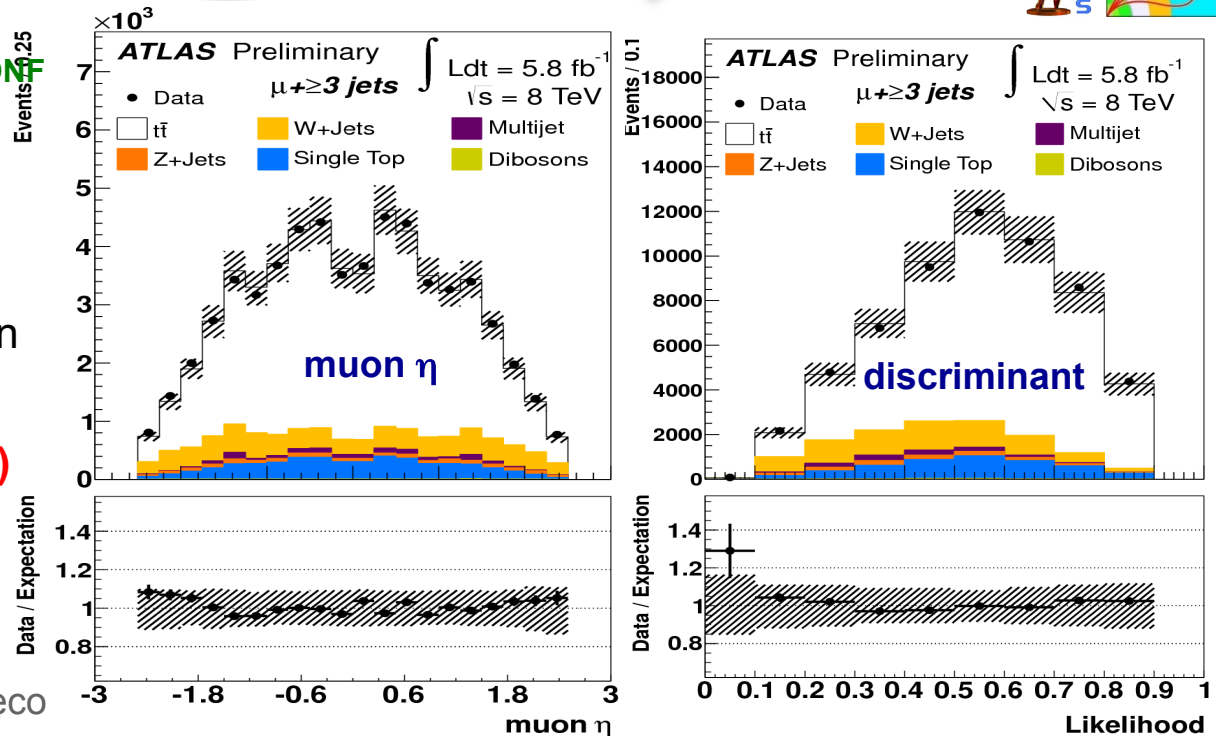 ×10³
Events / 0.25
ONF
ATLAS Preliminary
μ+≥3 jets
∫ Ldt = 5.8 fb⁻¹
√s = 8 TeV
Data
tt̄
W+Jets
Multijet
Z+Jets
Single Top
Dibosons
7
6
5
4
3
2
1
0
muon η
n
)
eco
Data / Expectation
1.4
1.2
1
0.8
-3 -1.8 -0.6 0.6 1.8 3
muon η
s
Events / 0.1
ATLAS Preliminary
μ+≥3 jets
∫ Ldt = 5.8 fb⁻¹
√s = 8 TeV
Data
tt̄
W+Jets
Multijet
Z+Jets
Single Top
Dibosons
18000
16000
14000
12000
10000
8000
6000
4000
2000
0
discriminant
Data / Expectation
1.4
1.2
1
0.8
0 0.1 0.2 0.3 0.4 0.5 0.6 0.7 0.8 0.9 1
Likelihood